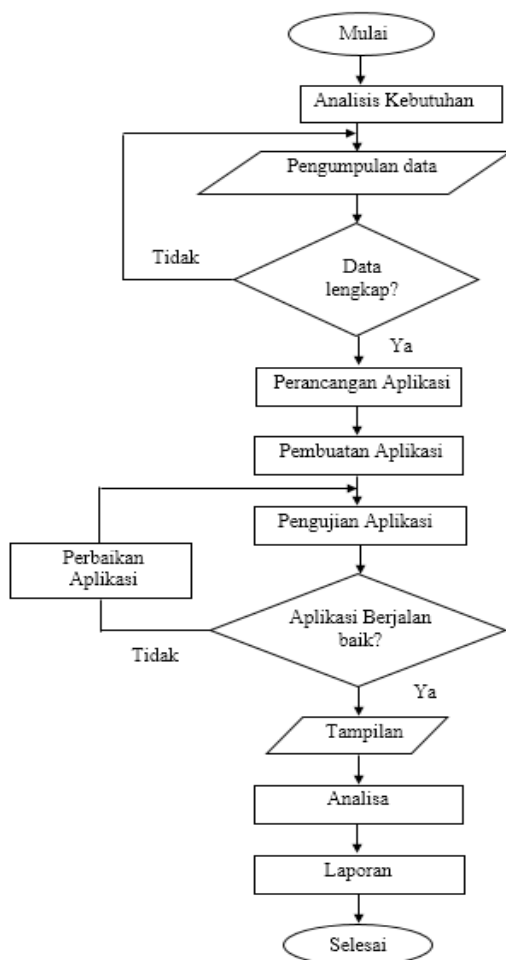 Mulai
Analisis Kebutuhan
Pengumpulan data
Tidak
Data
lengkap?
Ya
Perancangan Aplikasi
Pembuatan Aplikasi
Pengujian Aplikasi
Perbaikan
Aplikasi
Aplikasi Berjalan
baik?
Tidak
Ya
Tampilan
Analisa
Laporan
Selesai